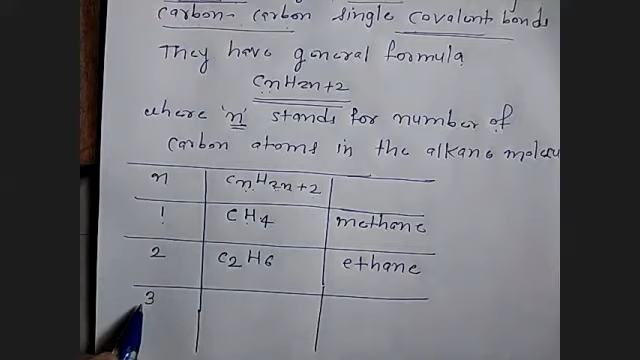 carbon- carbon single covalent bonds
They have general formula
CnH2n+2
where 'n' stands for number of
carbon atoms in the alkane molecu
n CnH2n+2
1 CH4 methane
2 C2H6 ethane
3